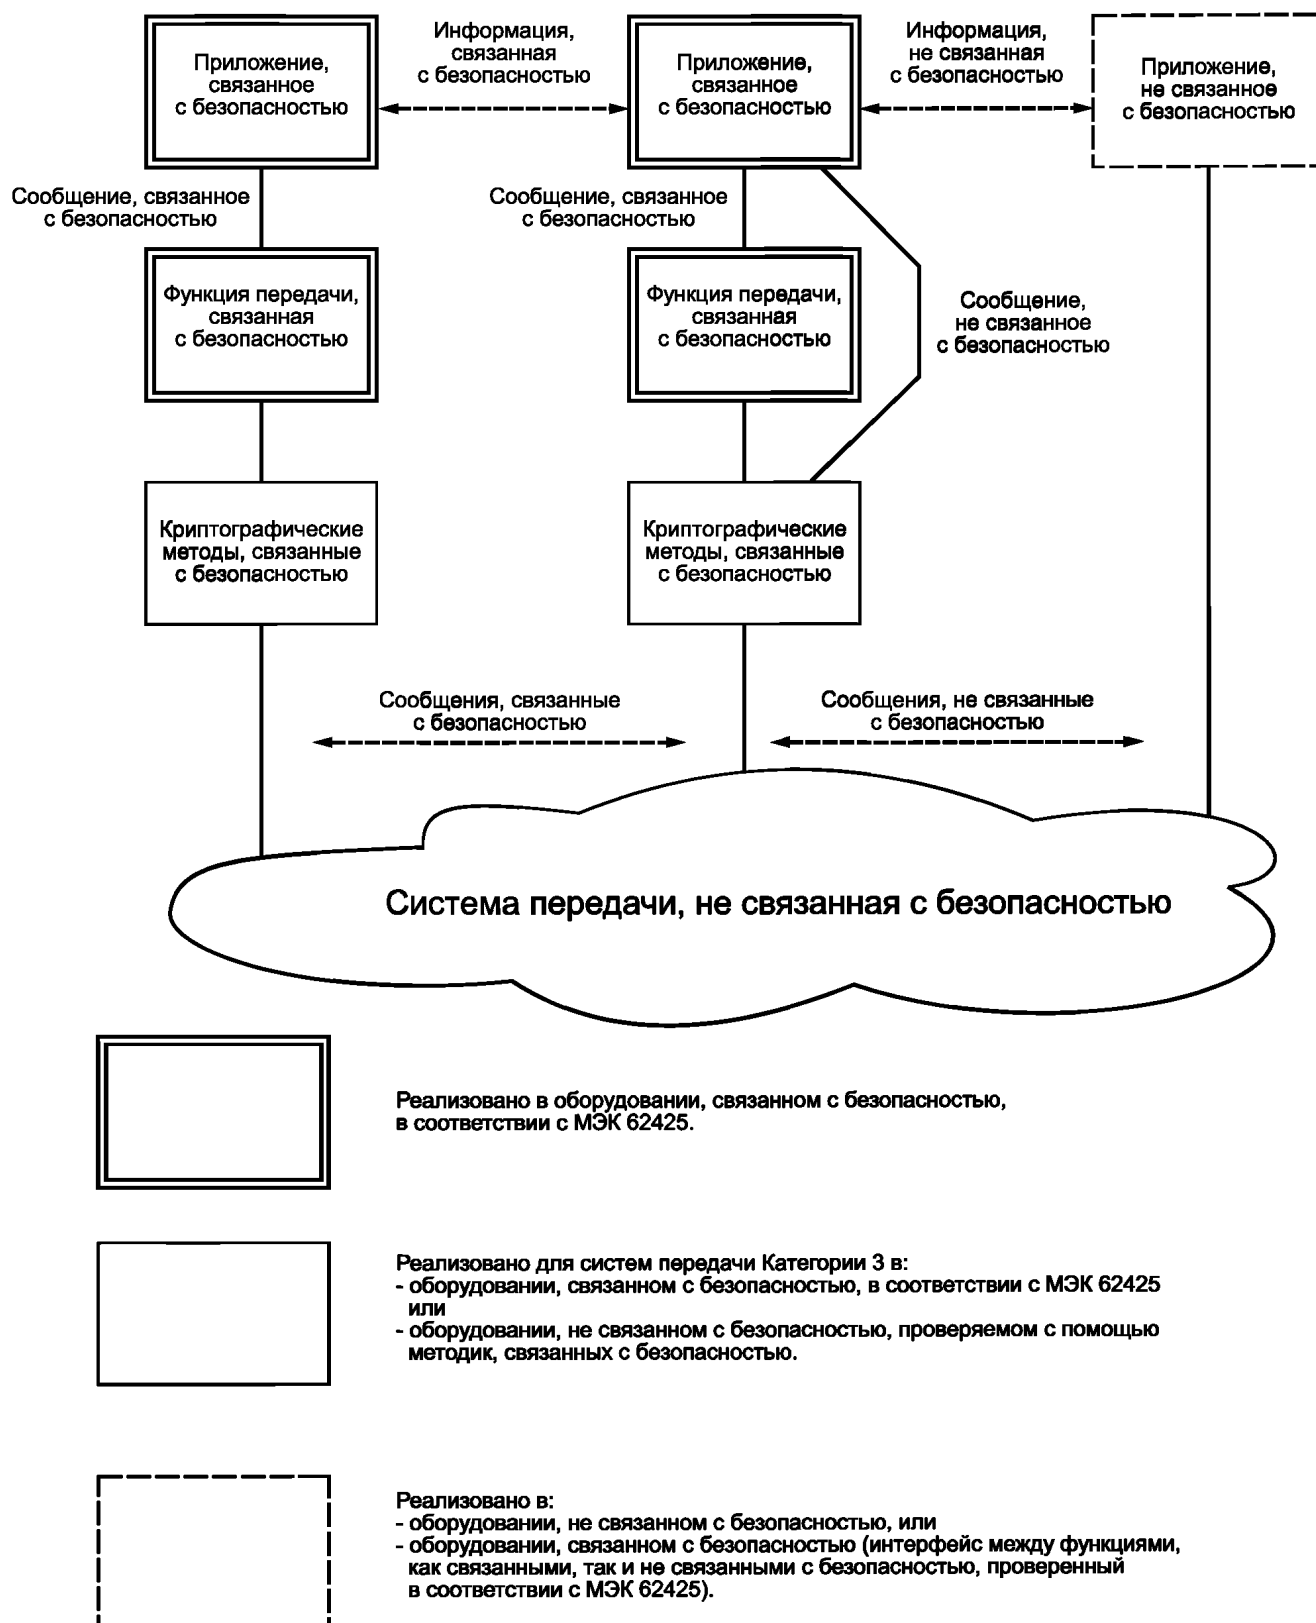 Приложение,
связанное
с безопасностью
Информация,
связанная
с безопасностью
Приложение,
связанное
с безопасностью
Информация,
не связанная
с безопасностью
Приложение,
не связанное
с безопасностью
Сообщение, связанное
с безопасностью
Сообщение, связанное
с безопасностью
Функция передачи,
связанная
с безопасностью
Функция передачи,
связанная
с безопасностью
Сообщение,
не связанное
с безопасностью
Криптографические
методы, связанные
с безопасностью
Криптографические
методы, связанные
с безопасностью
Сообщения, связанные
с безопасностью
Сообщения, не связанные
с безопасностью
Система передачи, не связанная с безопасностью
Реализовано в оборудовании, связанном с безопасностью,
в соответствии с МЭК 62425.
Реализовано для систем передачи Категории 3 в:
- оборудовании, связанном с безопасностью, в соответствии с МЭК 62425
или
- оборудовании, не связанном с безопасностью, проверяемом с помощью
методик, связанных с безопасностью.
Реализовано в:
- оборудовании, не связанном с безопасностью, или
- оборудовании, связанном с безопасностью (интерфейс между функциями,
как связанными, так и не связанными с безопасностью, проверенный
в соответствии с МЭК 62425).